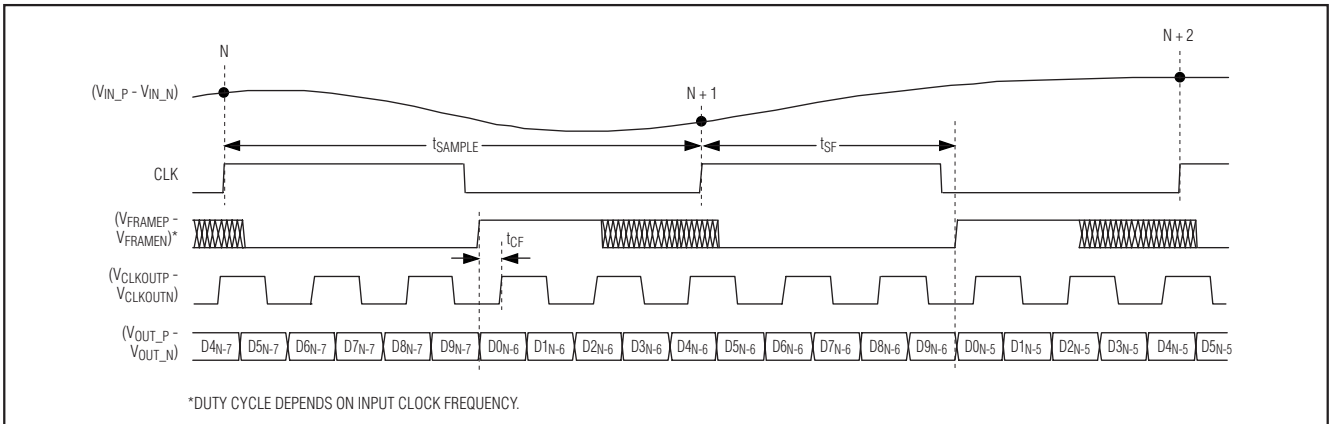 N
N + 2
(VIN_P - VIN_N)
N + 1
tSAMPLE
tSF
CLK
(VFRAMEP -
VFRAMEN)*
tCF
(VCLKOUTP -
VCLKOUTN)
(VOUT_P -
VOUT_N)
D4N-7 D5N-7 D6N-7 D7N-7 D8N-7 D9N-7 D0N-6 D1N-6 D2N-6 D3N-6 D4N-6 D5N-6 D6N-6 D7N-6 D8N-6 D9N-6 D0N-5 D1N-5 D2N-5 D3N-5 D4N-5 D5N-5
*DUTY CYCLE DEPENDS ON INPUT CLOCK FREQUENCY.